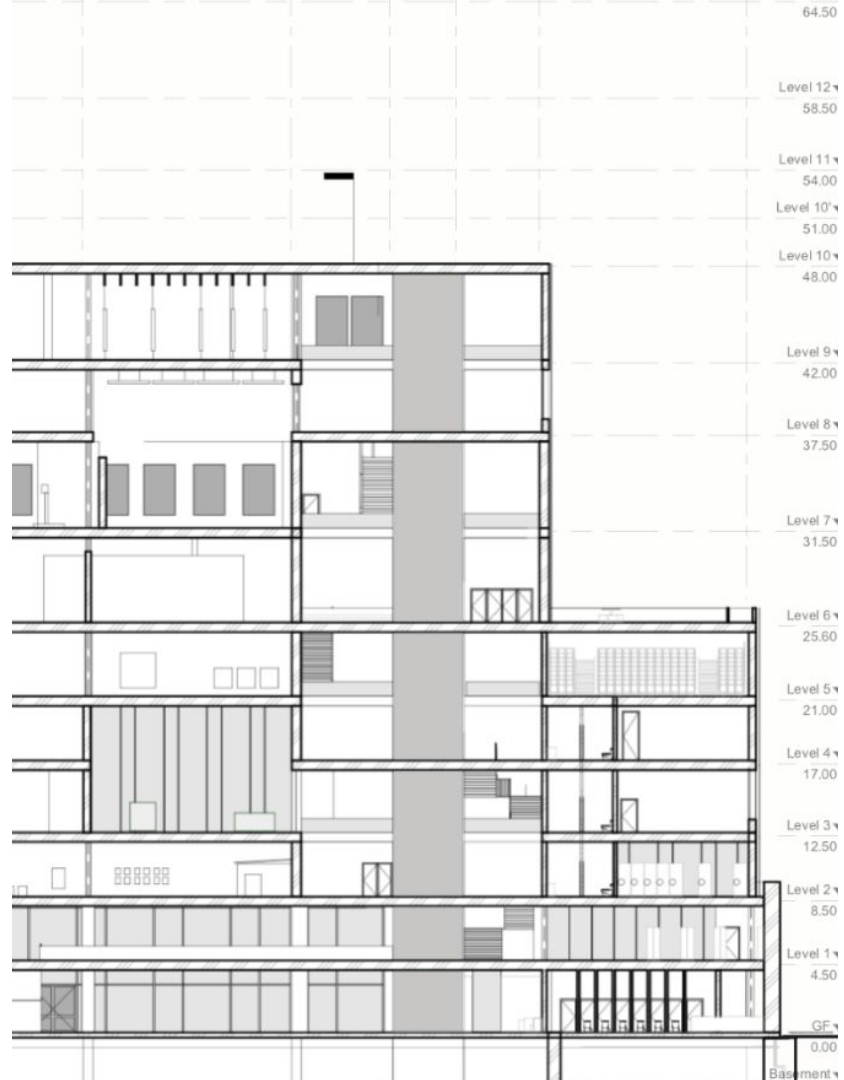 64.50
Level 12
58.50
Level 11
54.00
Level 10'
51.00
Level 10
48.00
Level 9
42.00
Level 8
37.50
Level 7
31.50
Level 6
25.60
Level 5
21.00
Level 4
17.00
Level 3
12.50
Level 2
8.50
Level 1
4.50
GF
0.00
Basement